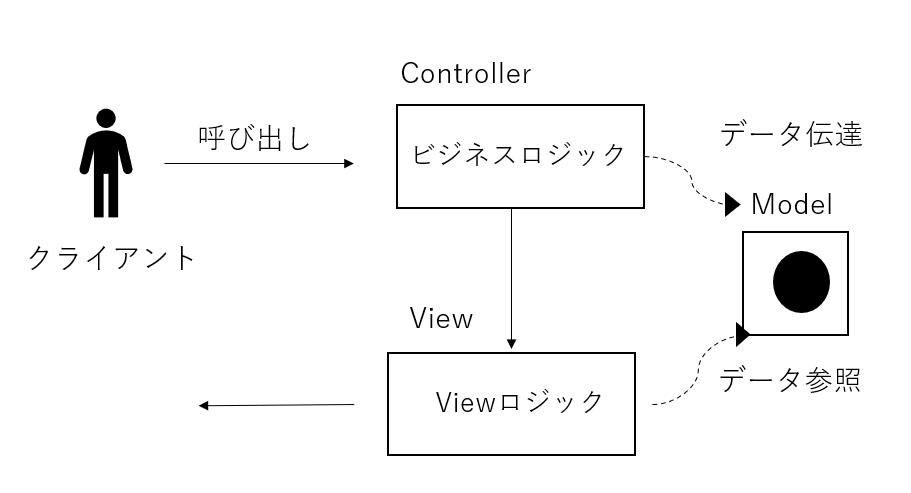 Controller
呼び出し
ビジネスロジック
データ伝達
Model
クライアント
View
Viewロジック
データ参照